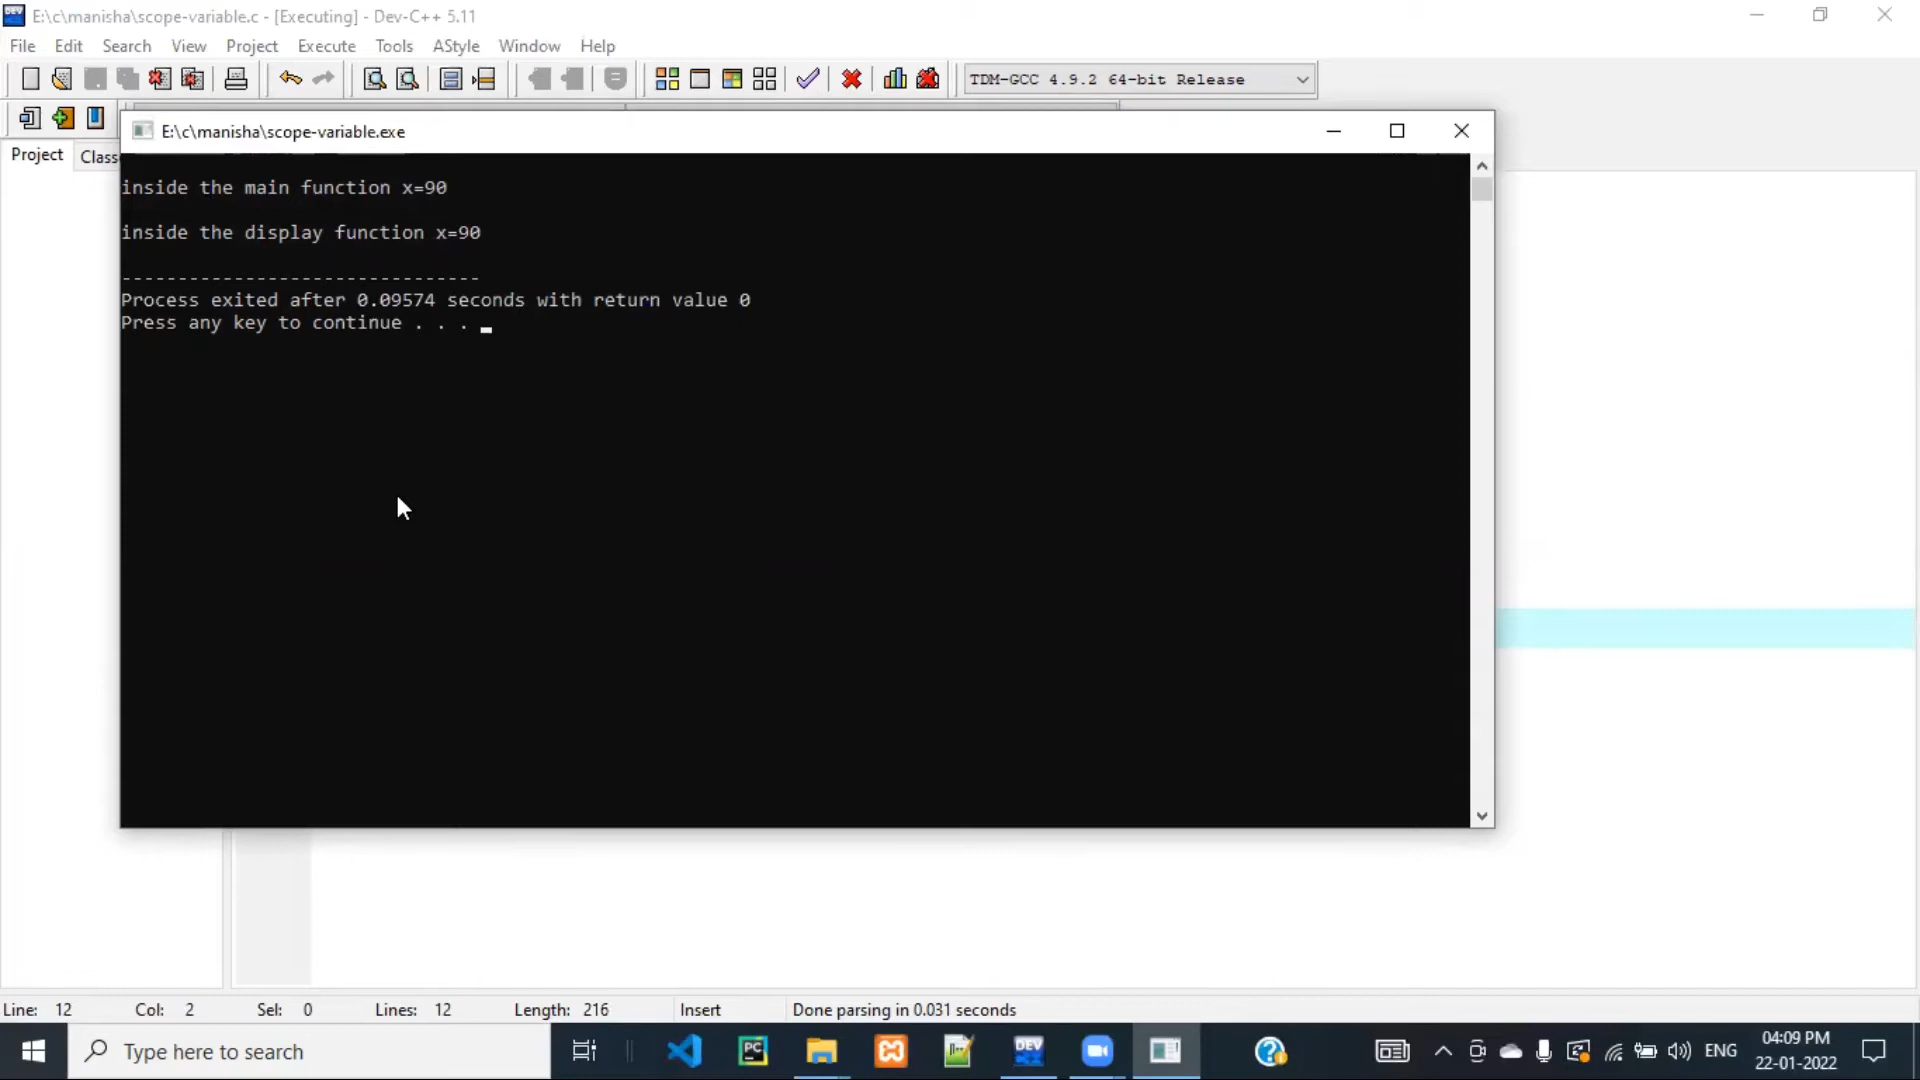 E:\c\manisha\scope-variable.c - [Executing] - Dev-C++ 5.11
File Edit Search View Project Execute Tools AStyle Window Help
TDM-GCC 4.9.2 64-bit Release
E:\c\manisha\scope-variable.exe
Project Class
inside the main function x=90
inside the display function x=90
--------------------------------
Process exited after 0.09574 seconds with return value 0
Press any key to continue . . .
Line: 12 Col: 2 Sel: 0 Lines: 12 Length: 216 Insert Done parsing in 0.031 seconds
Type here to search
PC
DEV
ENG
04:09 PM
22-01-2022